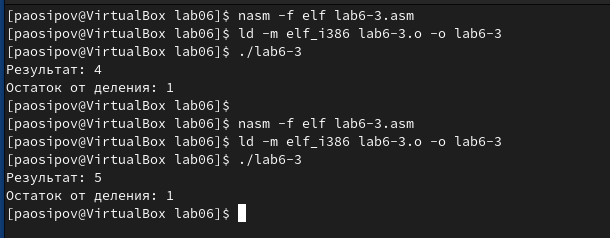 [paosipov@VirtualBox lab06]$ nasm -f elf lab6-3.asm
[paosipov@VirtualBox lab06]$ ld -m elf_i386 lab6-3.o -o lab6-3
[paosipov@VirtualBox lab06]$ ./lab6-3
Результат: 4
Остаток от деления: 1
[paosipov@VirtualBox lab06]$
[paosipov@VirtualBox lab06]$ nasm -f elf lab6-3.asm
[paosipov@VirtualBox lab06]$ ld -m elf_i386 lab6-3.o -o lab6-3
[paosipov@VirtualBox lab06]$ ./lab6-3
Результат: 5
Остаток от деления: 1
[paosipov@VirtualBox lab06]$